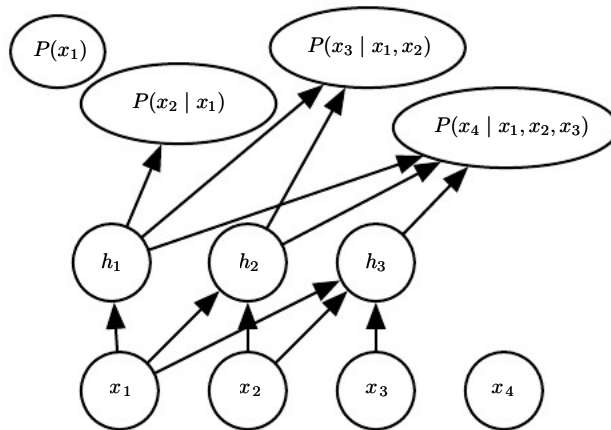 P(x₁)
P(x₃ | x₁, x₂)
P(x₂ | x₁)
P(x₄ | x₁, x₂, x₃)
h₁
h₂
h₃
x₁
x₂
x₃
x₄